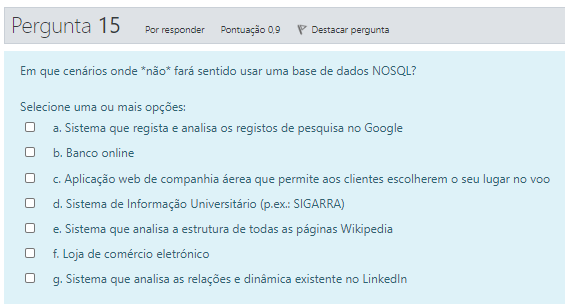 Pergunta 15 Por responder Pontuação 0,9 Destacar pergunta
Em que cenários onde *não* fará sentido usar uma base de dados NOSQL?
Selecione uma ou mais opções:
a. Sistema que regista e analisa os registos de pesquisa no Google
b. Banco online
c. Aplicação web de companhia áerea que permite aos clientes escolherem o seu lugar no voo
d. Sistema de Informação Universitário (p.ex.: SIGARRA)
e. Sistema que analisa a estrutura de todas as páginas Wikipedia
f. Loja de comércio eletrónico
g. Sistema que analisa as relações e dinâmica existente no LinkedIn